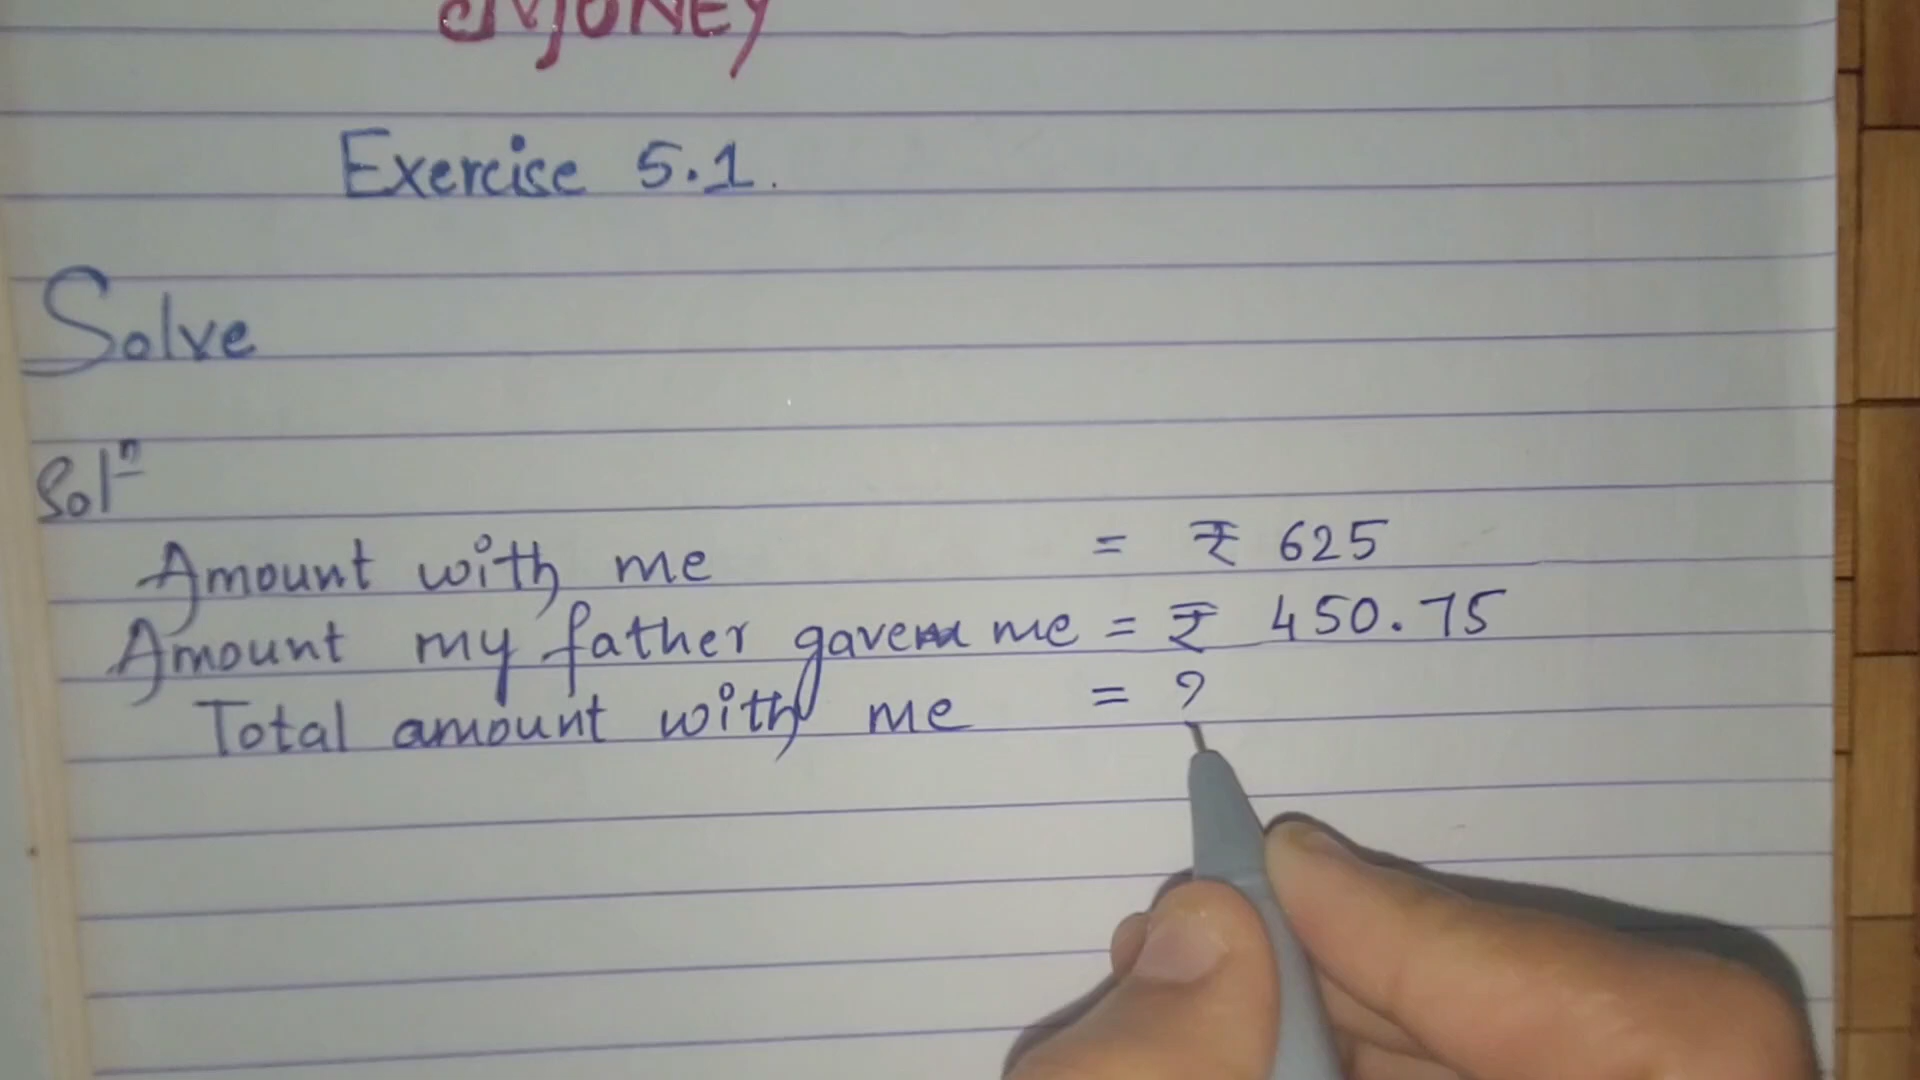 MONEY
Exercise 5.1.
Solve
Solⁿ
Amount with me = ₹ 625
Amount my father gave me = ₹ 450.75
Total amount with me = ?